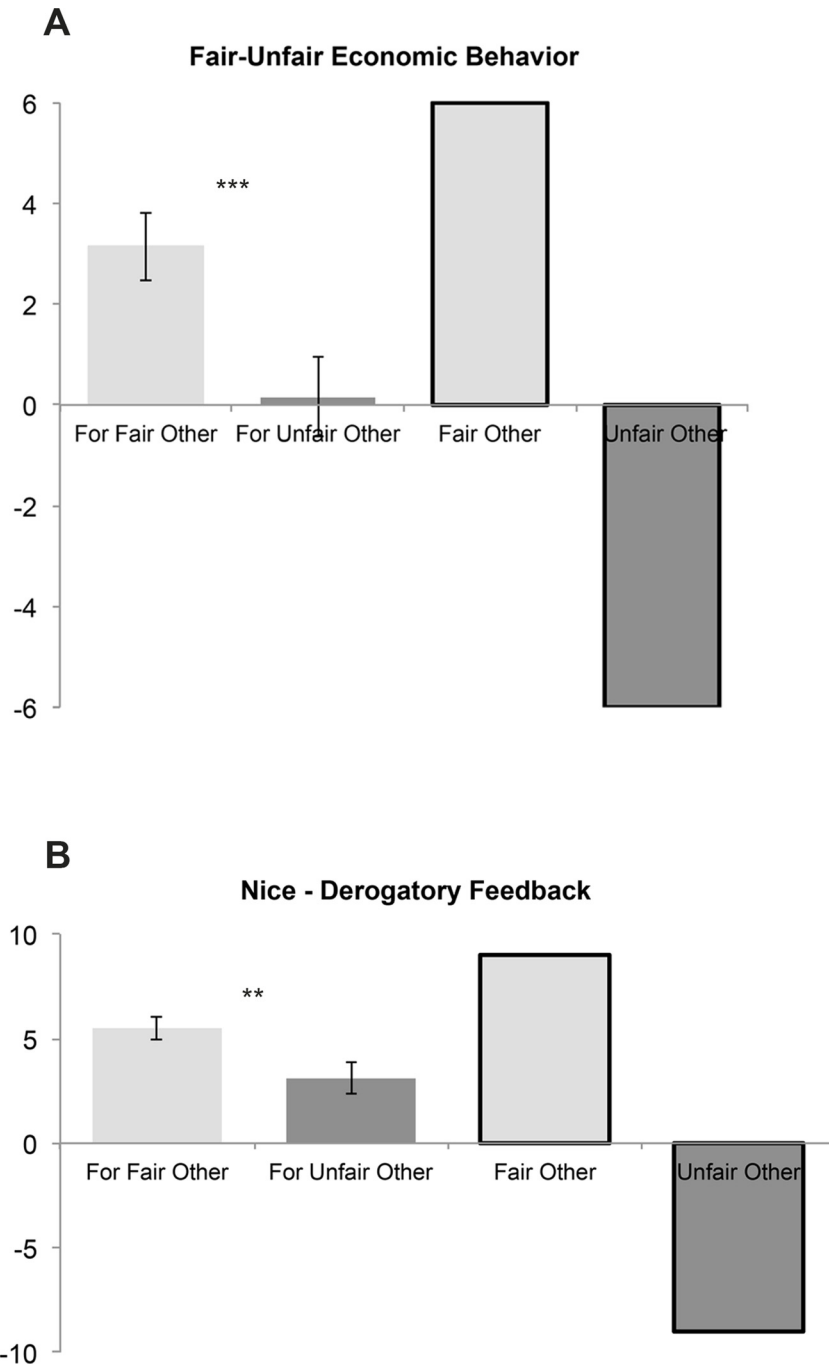 A
Fair-Unfair Economic Behavior
6
***
4
2
0
For Fair Other For Unfair Other Fair Other Unfair Other
-2
-4
-6
B
Nice - Derogatory Feedback
10
**
5
0
For Fair Other For Unfair Other Fair Other Unfair Other
-5
-10